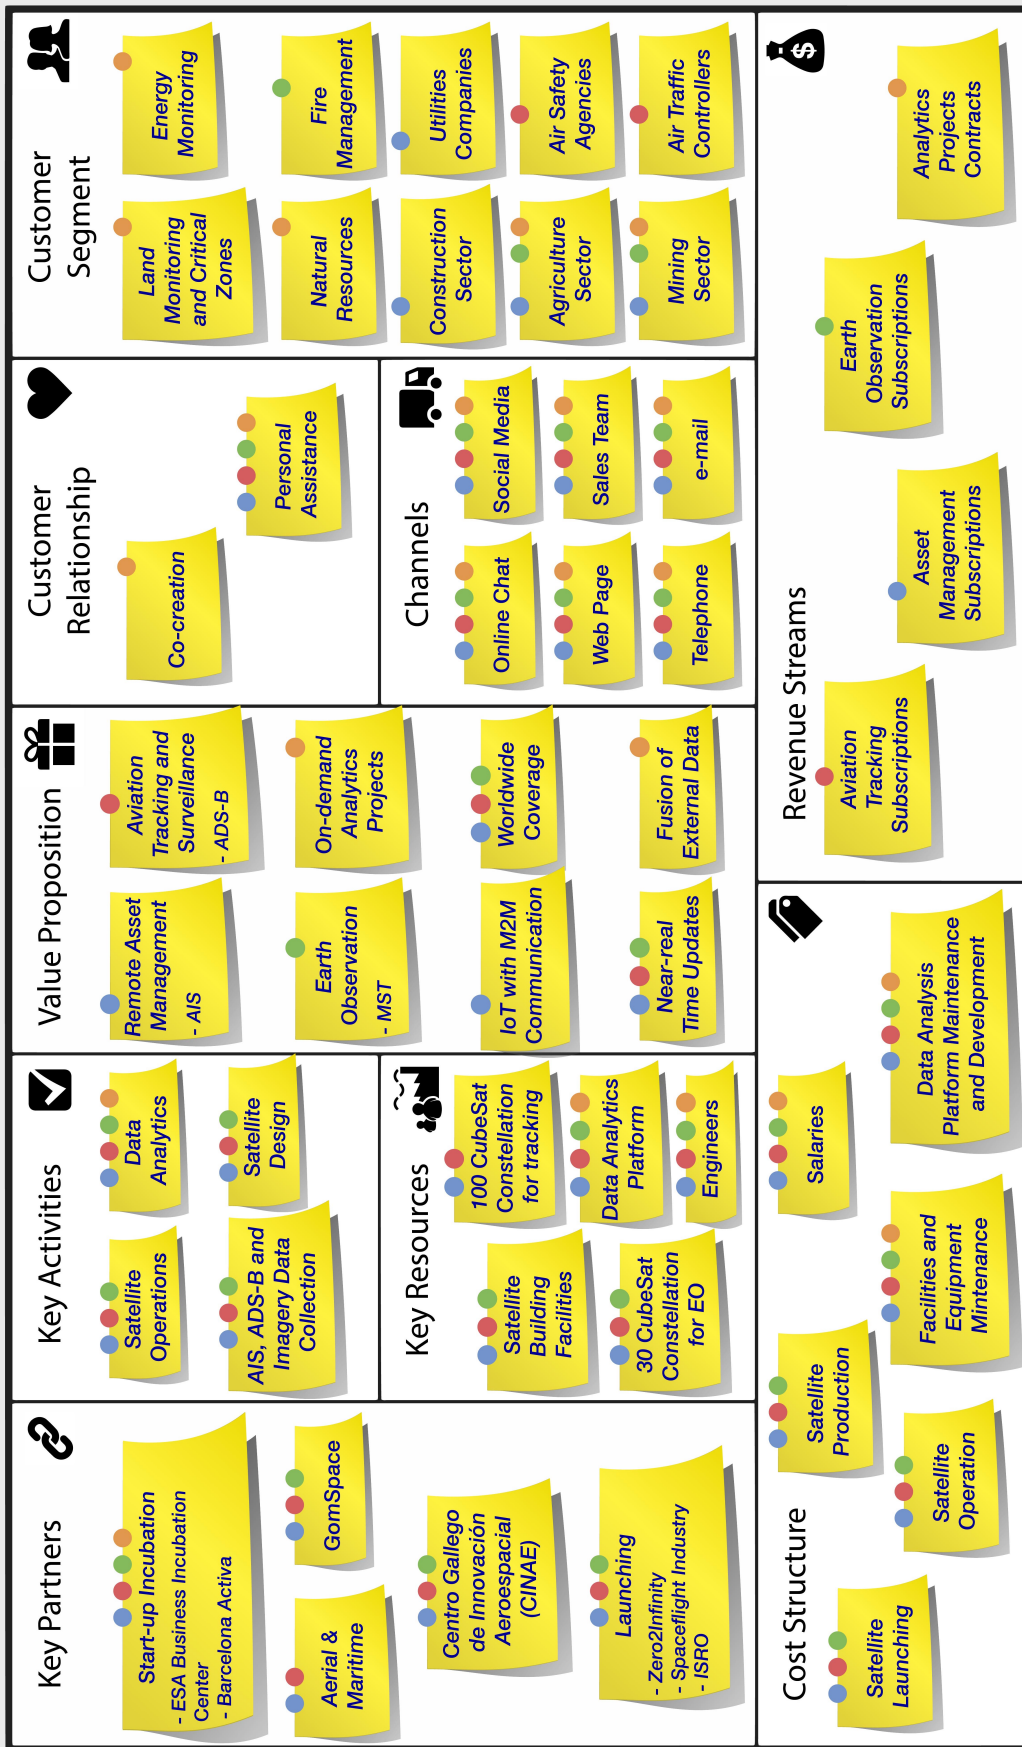 Key Partners
Start-up Incubation
- ESA Business Incubation
Center
- Barcelona Activa
Aerial &
Maritime
GomSpace
Centro Gallego
de Innovación
Aeroespacial
(CINAE)
Launching
- Zero2Infinity
- Spaceflight Industry
- ISRO
Key Activities
Satellite
Operations
Data
Analytics
AIS, ADS-B and
Imagery Data
Collection
Satellite
Design
Key Resources
Satellite
Building
Facilities
100 CubeSat
Constellation
for tracking
Data Analytics
Platform
30 CubeSat
Constellation
for EO
Engineers
Value Proposition
Remote Asset
Management
- AIS
Aviation
Tracking and
Surveillance
- ADS-B
Earth
Observation
- MST
On-demand
Analytics
Projects
IoT with M2M
Communication
Worldwide
Coverage
Near-real
Time Updates
Fusion of
External Data
Customer
Relationship
Co-creation
Personal
Assistance
Channels
Online Chat
Social Media
Web Page
Sales Team
Telephone
e-mail
Customer
Segment
Land
Monitoring
and Critical
Zones
Energy
Monitoring
Natural
Resources
Fire
Management
Construction
Sector
Utilities
Companies
Agriculture
Sector
Air Safety
Agencies
Mining
Sector
Air Traffic
Controllers
Cost Structure
Satellite
Launching
Satellite
Production
Satellite
Operation
Salaries
Facilities and
Equipment
Mintenance
Data Analysis
Platform Maintenance
and Development
Revenue Streams
$
Aviation
Tracking
Subscriptions
Asset
Management
Subscriptions
Earth
Observation
Subscriptions
Analytics
Projects
Contracts